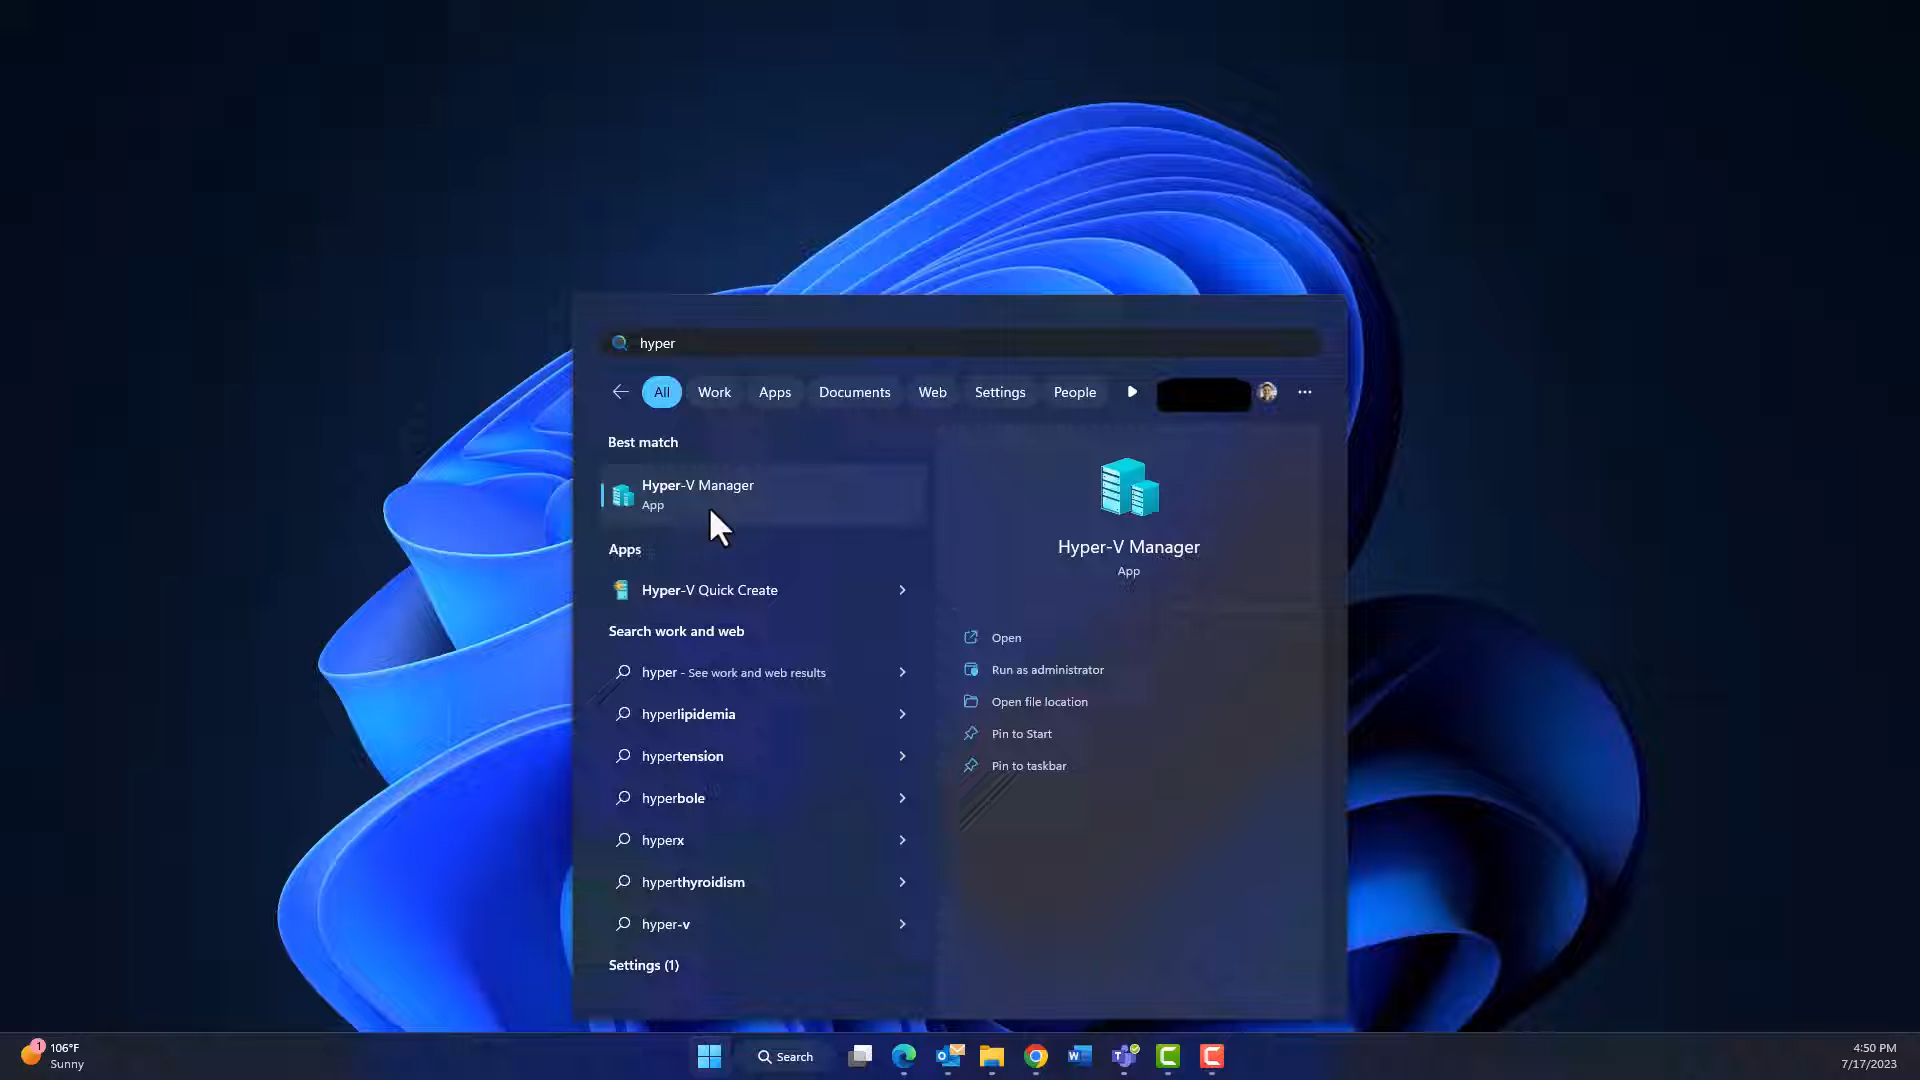 hyper
All Work Apps Documents Web Settings People
Best match
Hyper-V Manager
App
Apps
Hyper-V Quick Create
Search work and web
hyper - See work and web results
hyperlipidemia
hypertension
hyperbole
hyperx
hyperthyroidism
hyper-v
Settings (1)
Hyper-V Manager
App
Open
Run as administrator
Open file location
Pin to Start
Pin to taskbar
1
106°F
Sunny
Search
4:50 PM
7/17/2023